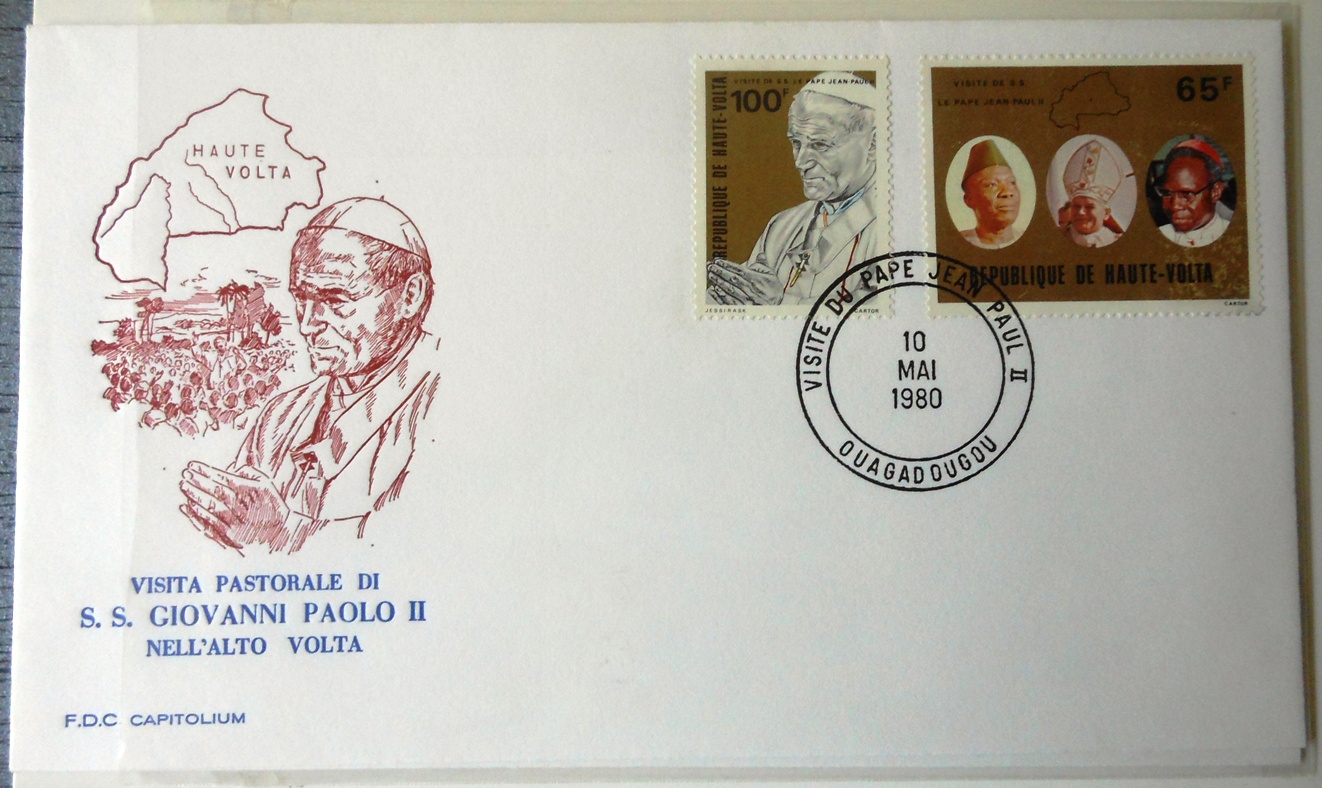 HAUTE
VOLTA
VISITA PASTORALE DI
S. S. GIOVANNI PAOLO II
NELL'ALTO VOLTA
F.D.C CAPITOLIUM
VISITE DE S.S. LE PAPE JEAN-PAUL II
100F
REPUBLIQUE DE HAUTE-VOLTA
JESSIRASK
CARTOR
VISITE DE S.S.
LE PAPE JEAN-PAUL II
65F
REPUBLIQUE DE HAUTE-VOLTA
CARTOR
VISITE DU PAPE JEAN PAUL II
10
MAI
1980
OUAGADOUGOU